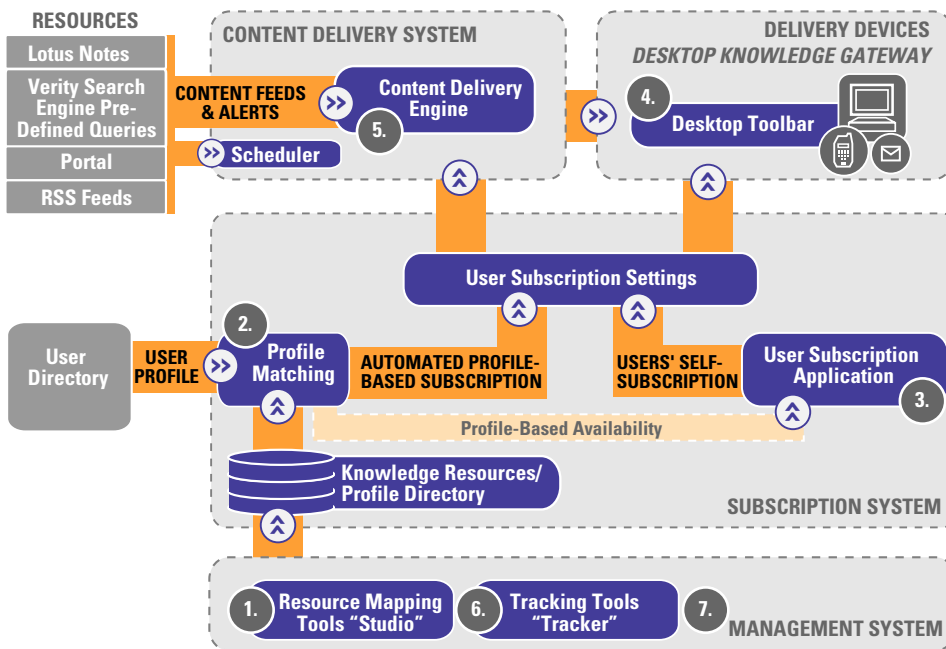 RESOURCES
Lotus Notes
Verity Search
Engine Pre-
Defined Queries
Portal
RSS Feeds
CONTENT DELIVERY SYSTEM
CONTENT FEEDS
& ALERTS
Content Delivery
Engine
5.
Scheduler
DELIVERY DEVICES
DESKTOP KNOWLEDGE GATEWAY
4.
Desktop Toolbar
User Subscription Settings
User
Directory
USER
PROFILE
2.
Profile
Matching
AUTOMATED PROFILE-
BASED SUBSCRIPTION
USERS' SELF-
SUBSCRIPTION
User Subscription
Application
3.
Profile-Based Availability
Knowledge Resources/
Profile Directory
SUBSCRIPTION SYSTEM
1.
Resource Mapping
Tools “Studio”
6.
Tracking Tools
“Tracker”
7.
MANAGEMENT SYSTEM